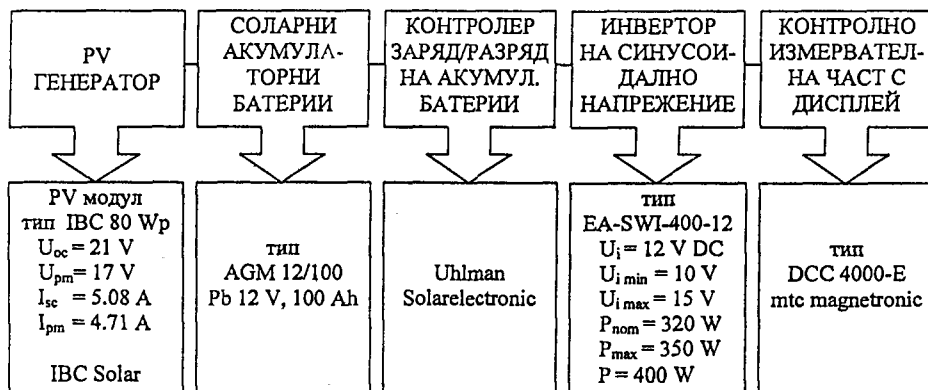 PV
ГЕНЕРАТОР
СОЛАРНИ
АКУМУЛА-
ТОРНИ
БАТЕРИИ
КОНТРОЛЕР
ЗАРЯД/РАЗРЯД
НА АКУМУЛ.
БАТЕРИИ
ИНВЕРТОР
НА СИНУСОИ-
ДАЛНО
НАПРЕЖЕНИЕ
КОНТРОЛНО
ИЗМЕРВАТЕЛ-
НА ЧАСТ С
ДИСПЛЕЙ
PV модул
тип IBC 80 Wp
Uoc = 21 V
Upm = 17 V
Isc = 5.08 A
Ipm = 4.71 A
IBC Solar
тип
AGM 12/100
Pb 12 V, 100 Ah
Uhlman
Solarelectronic
тип
EA-SWI-400-12
Ui = 12 V DC
Ui min = 10 V
Ui max = 15 V
Pnom = 320 W
Pmax = 350 W
P = 400 W
тип
DCC 4000-E
mtc magnetronic